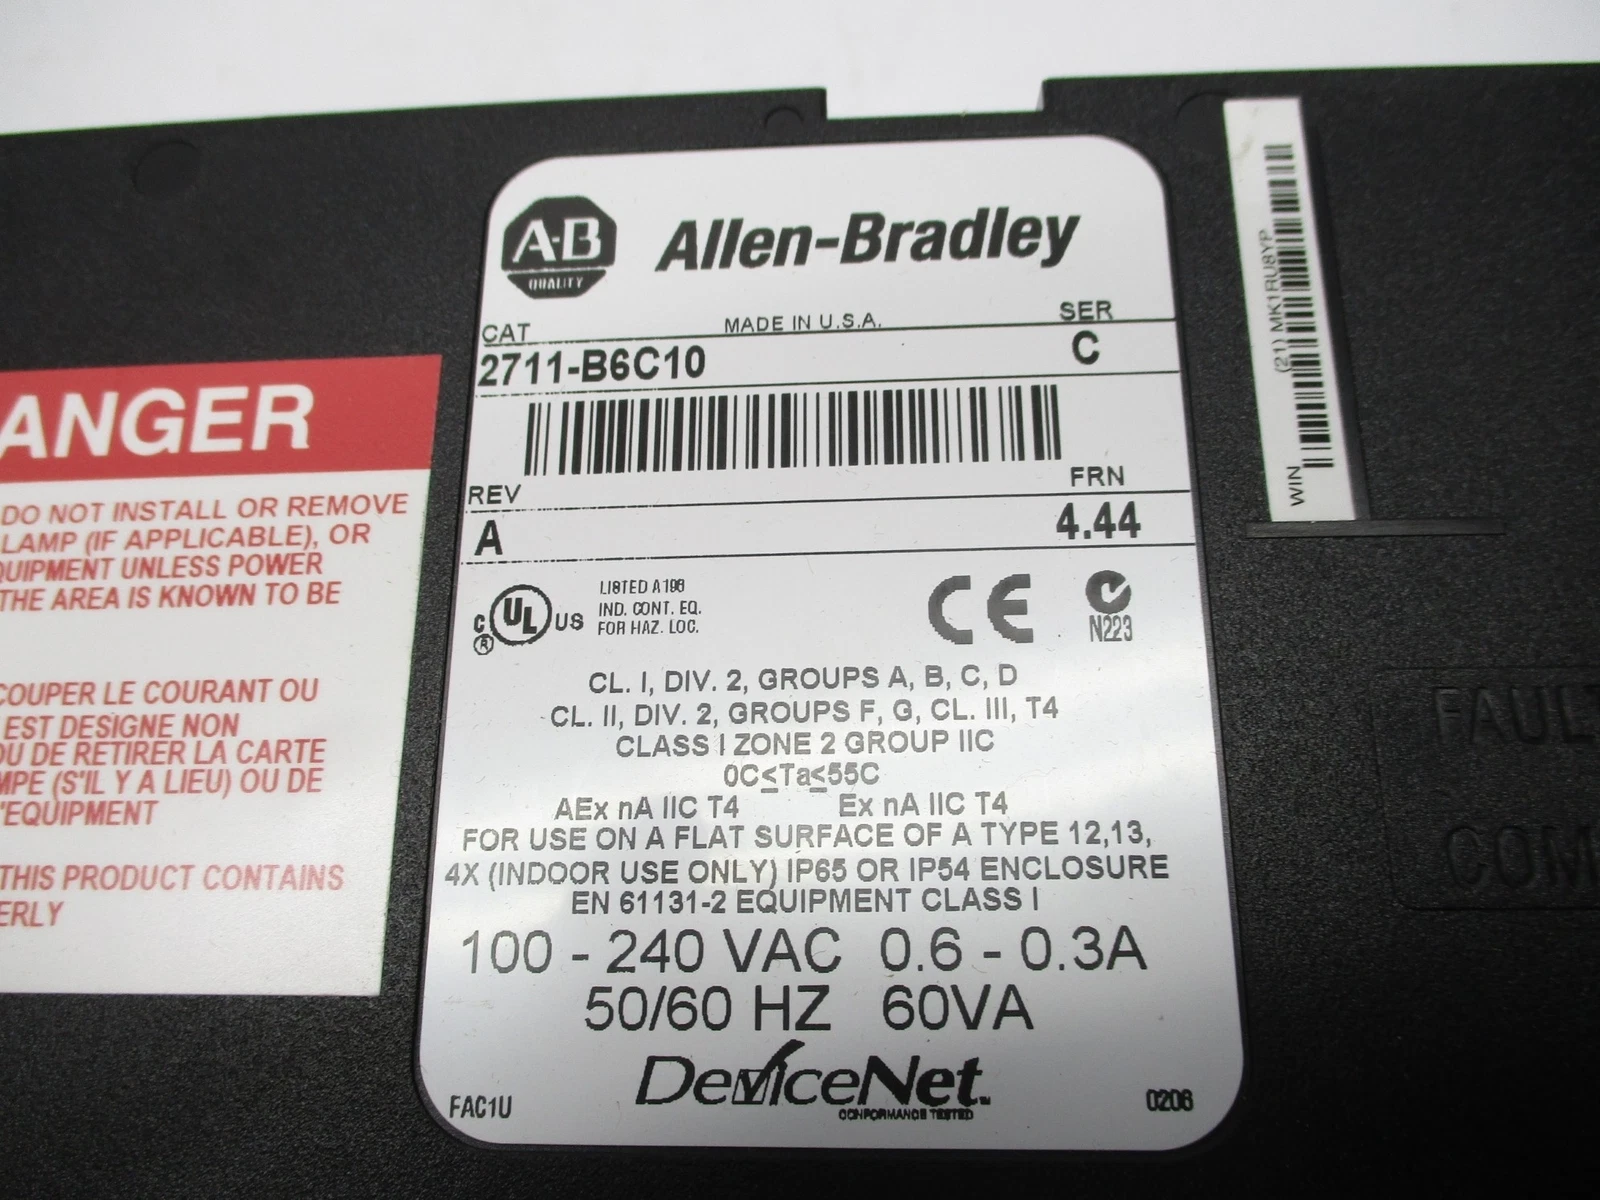 A-B
QUALITY
Allen-Bradley
MADE IN U.S.A.
CAT
SER
2711-B6C10
C
REV
FRN
A
4.44
C UL US
®
LISTED A196
IND. CONT. EQ.
FOR HAZ. LOC.
CE
N223
CL. I, DIV. 2, GROUPS A, B, C, D
CL. II, DIV. 2, GROUPS F, G, CL. III, T4
CLASS I ZONE 2 GROUP IIC
0C≤Ta≤55C
AEx nA IIC T4 Ex nA IIC T4
FOR USE ON A FLAT SURFACE OF A TYPE 12,13,
4X (INDOOR USE ONLY) IP65 OR IP54 ENCLOSURE
EN 61131-2 EQUIPMENT CLASS I
100 - 240 VAC 0.6 - 0.3A
50/60 HZ 60VA
DeviceNet
CONFORMANCE TESTED
FAC1U
0206
ANGER
DO NOT INSTALL OR REMOVE
LAMP (IF APPLICABLE), OR
QUIPMENT UNLESS POWER
THE AREA IS KNOWN TO BE
COUPER LE COURANT OU
EST DESIGNE NON
OU DE RETIRER LA CARTE
MPE (S'IL Y A LIEU) OU DE
'EQUIPMENT
THIS PRODUCT CONTAINS
ERLY
WIN
(21) MK1RU8YP
FAUL
COM